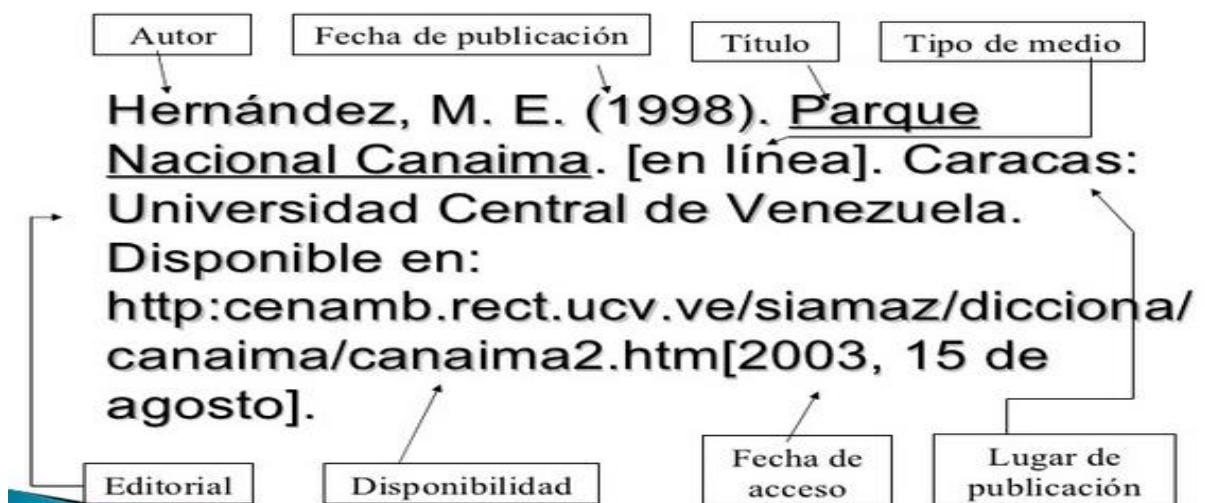 Autor
Fecha de publicación
Título
Tipo de medio
Hernández, M. E. (1998). Parque
Nacional Canaima. [en línea]. Caracas:
Universidad Central de Venezuela.
Disponible en:
http:cenamb.rect.ucv.ve/siamaz/dicciona/
canaima/canaima2.htm[2003, 15 de
agosto].
Editorial
Disponibilidad
Fecha de
acceso
Lugar de
publicación